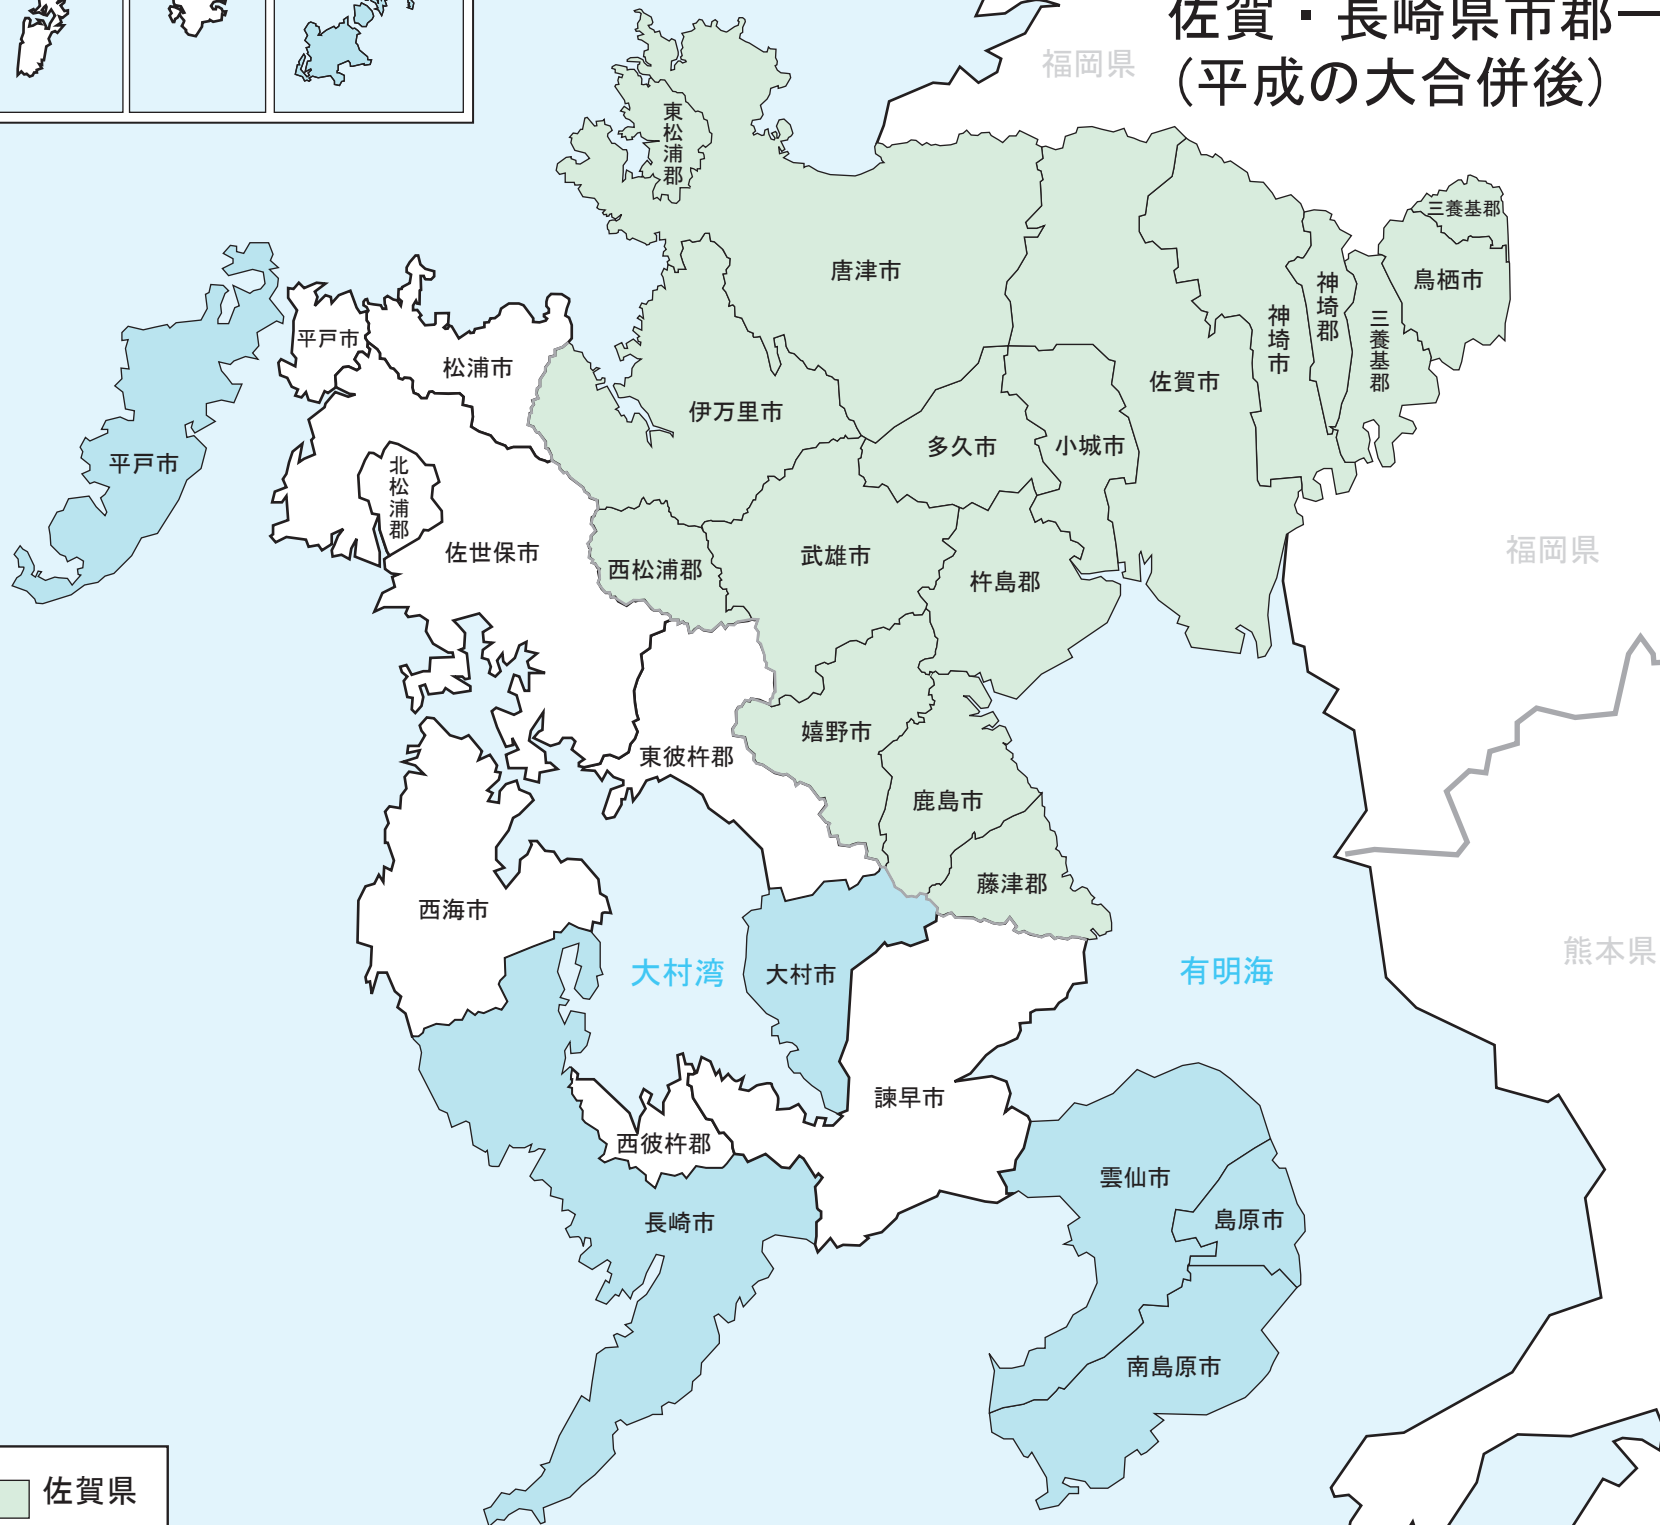 佐賀・長崎県市郡一
（平成の大合併後）
福岡県
東松浦郡
三養基郡
唐津市
鳥栖市
神埼郡
神埼市
三養基郡
平戸市
松浦市
佐賀市
伊万里市
多久市
小城市
平戸市
北松浦郡
佐世保市
西松浦郡
武雄市
杵島郡
福岡県
嬉野市
東彼杵郡
鹿島市
藤津郡
西海市
大村湾
大村市
有明海
熊本県
諫早市
西彼杵郡
雲仙市
長崎市
島原市
南島原市
佐賀県